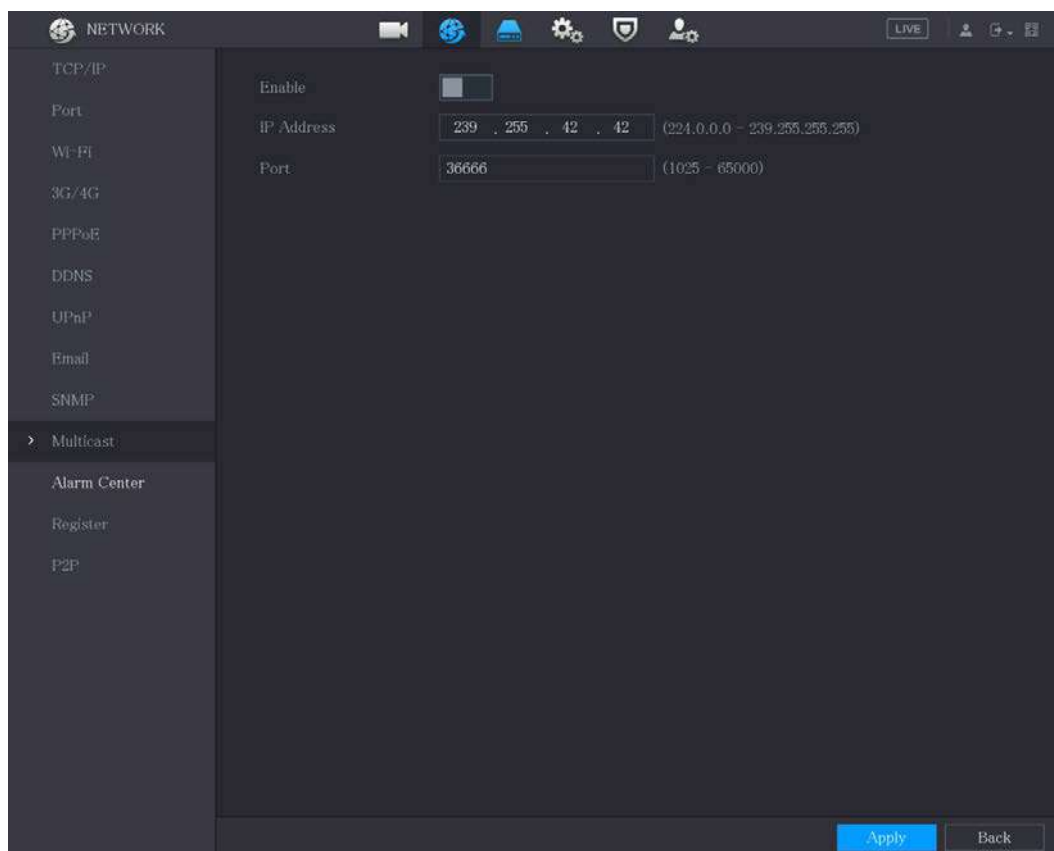 NETWORK
LIVE
TCP/IP
Port
Wi-Fi
3G/4G
PPPoE
DDNS
UPnP
Email
SNMP
Multicast
Alarm Center
Register
P2P
Enable
IP Address 239 . 255 . 42 . 42 (224.0.0.0 - 239.255.255.255)
Port 36666 (1025 - 65000)
Apply Back